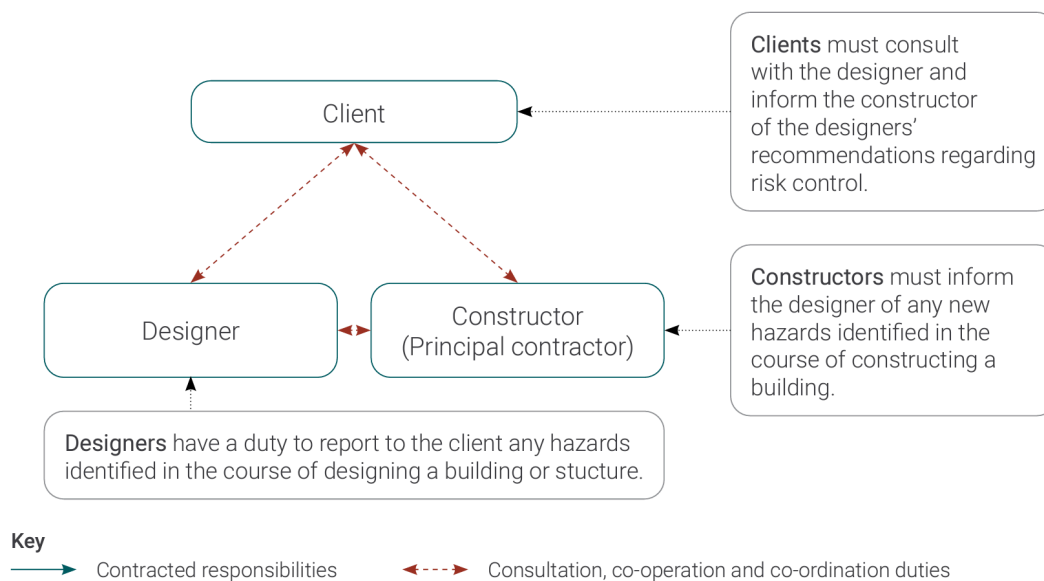 Clients must consult
with the designer and
inform the constructor
of the designers'
recommendations regarding
risk control.
Client
Constructors must inform
the designer of any new
hazards identified in the
course of constructing a
building.
Designer
Constructor
(Principal contractor)
Designers have a duty to report to the client any hazards
identified in the course of designing a building or stucture.
Key
Contracted responsibilities
Consultation, co-operation and co-ordination duties